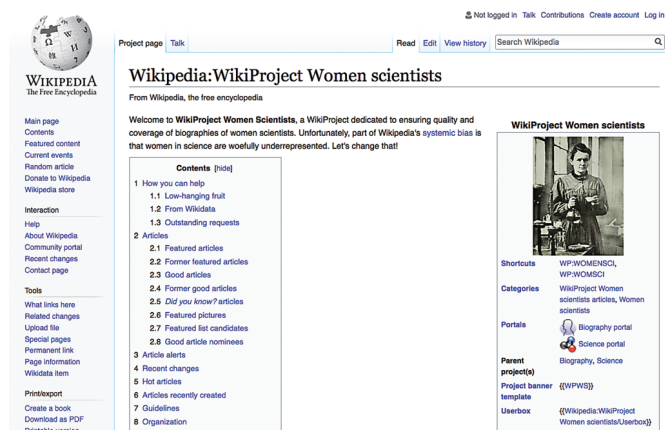 Not logged in Talk Contributions Create account Log in
Project page Talk
Read Edit View history Search Wikipedia
WIKIPEDIA
The Free Encyclopedia
Main page
Contents
Featured content
Current events
Random article
Donate to Wikipedia
Wikipedia store
Interaction
Help
About Wikipedia
Community portal
Recent changes
Contact page
Tools
What links here
Related changes
Upload file
Special pages
Permanent link
Page information
Wikidata item
Print/export
Create a book
Download as PDF
Printable version
Wikipedia:WikiProject Women scientists
From Wikipedia, the free encyclopedia
Welcome to WikiProject Women Scientists, a WikiProject dedicated to ensuring quality and
coverage of biographies of women scientists. Unfortunately, part of Wikipedia's systemic bias is
that women in science are woefully underrepresented. Let's change that!
Contents [hide]
1 How you can help
1.1 Low-hanging fruit
1.2 From Wikidata
1.3 Outstanding requests
2 Articles
2.1 Featured articles
2.2 Former featured articles
2.3 Good articles
2.4 Former good articles
2.5 Did you know? articles
2.6 Featured pictures
2.7 Featured list candidates
2.8 Good article nominees
3 Article alerts
4 Recent changes
5 Hot articles
6 Articles recently created
7 Guidelines
8 Organization
WikiProject Women scientists
Shortcuts WP:WOMENSCI,
WP:WOMSCI
Categories WikiProject Women
scientists articles, Women
scientists
Portals Biography portal
Science portal
Parent Biography, Science
project(s)
Project banner {{WPWS}}
template
Userbox {{Wikipedia:WikiProject
Women scientists/Userbox}}